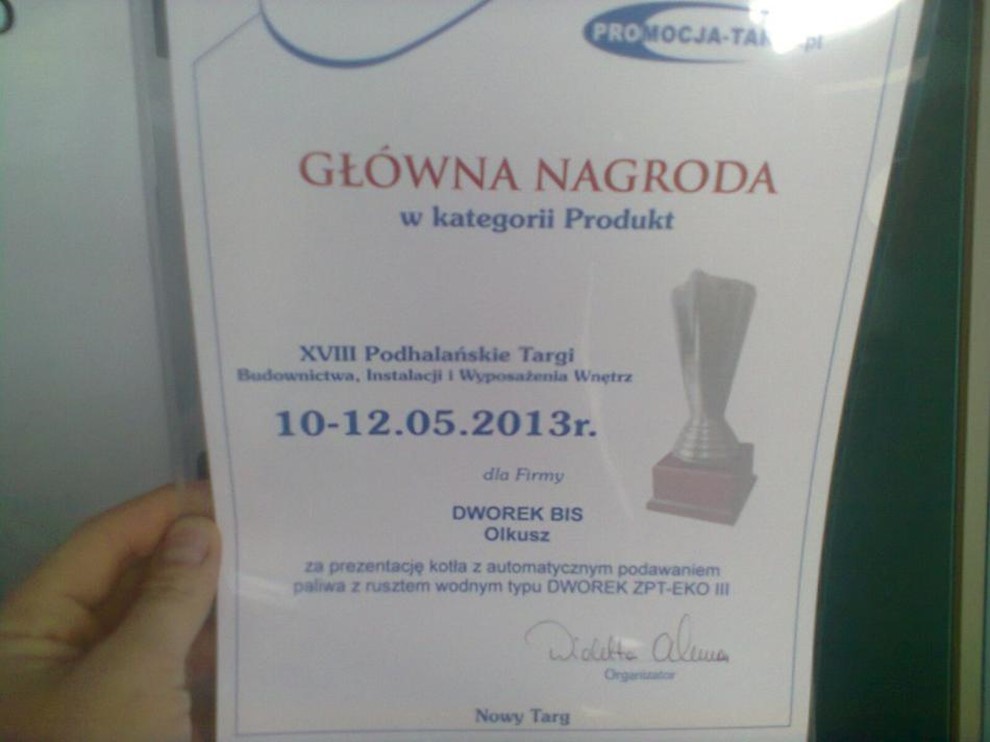 GŁÓWNA NAGRODA
w kategorii Produkt
XVIII Podhalańskie Targi
Budownictwa, Instalacji i Wyposażenia Wnętrz
10-12.05.2013r.
dla Firmy
DWOREK BIS
Olkusz
za prezentację kotła z automatycznym podawaniem
paliwa z rusztem wodnym typu DWOREK ZPT-EKO III
Organizator
Nowy Targ